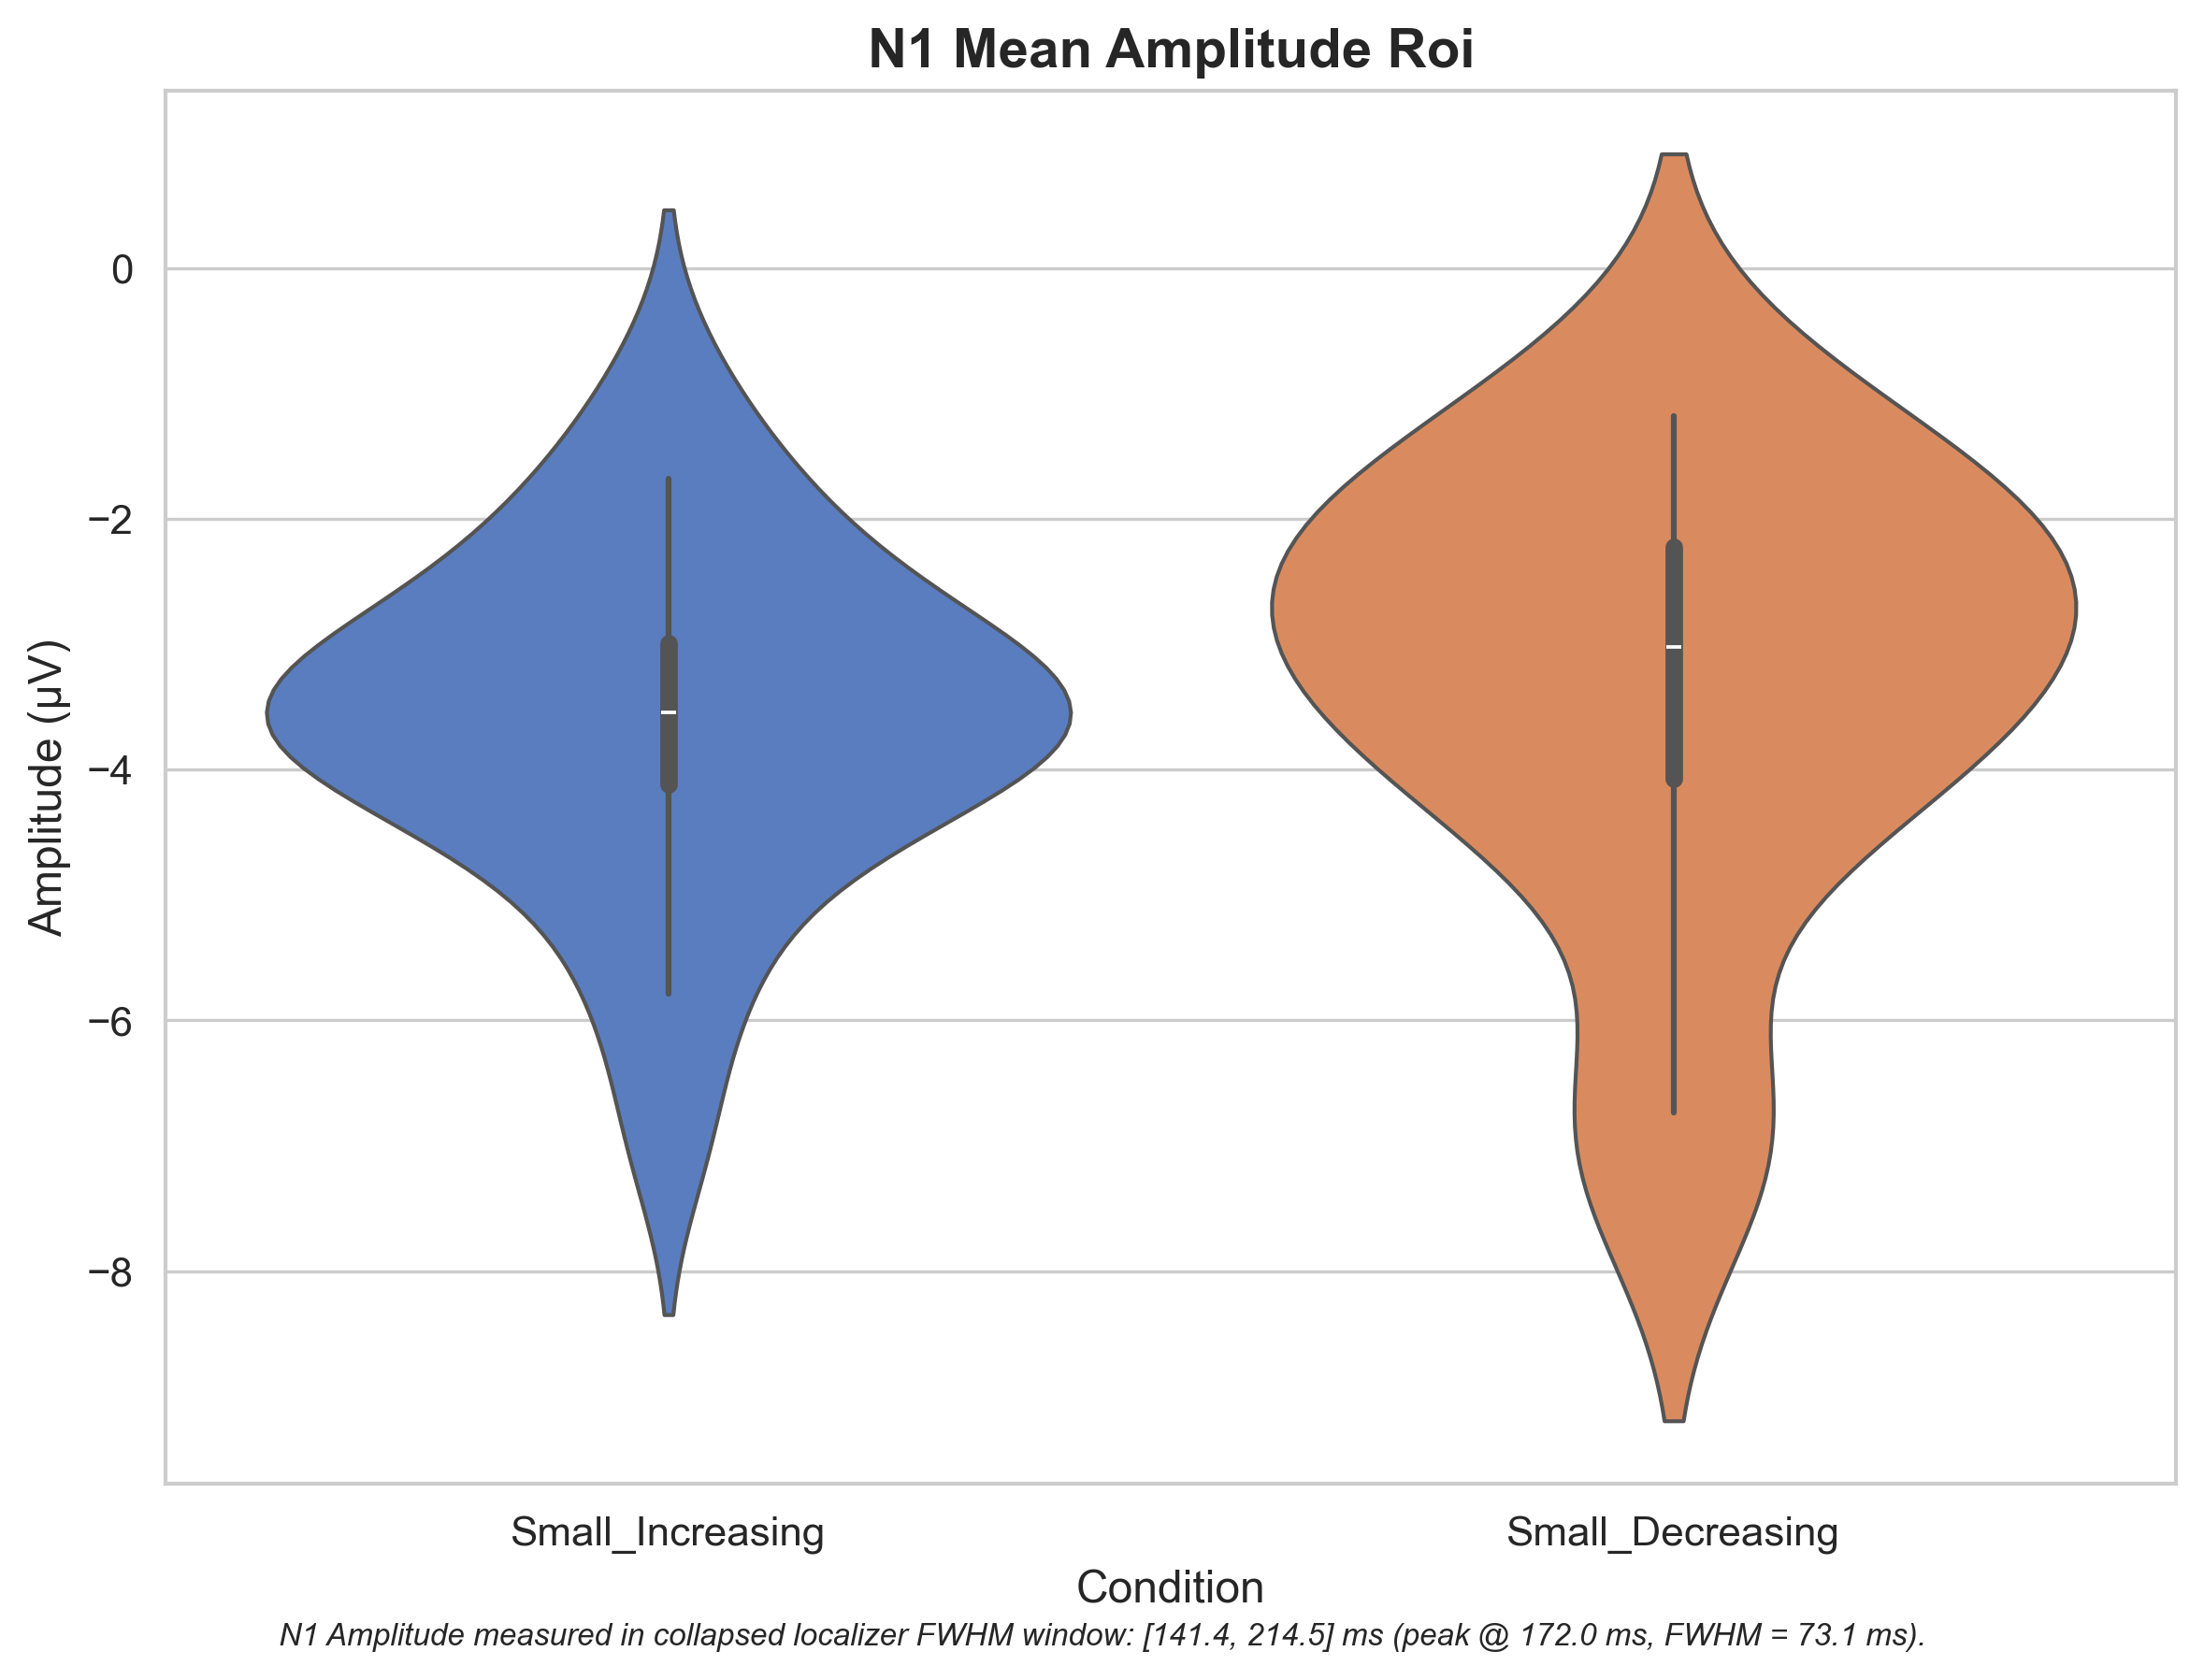 N1 Mean Amplitude Roi
Amplitude (µV)
0
−2
−4
−6
−8
Small_Increasing
Small_Decreasing
Condition
N1 Amplitude measured in collapsed localizer FWHM window: [141.4, 214.5] ms (peak @ 172.0 ms, FWHM = 73.1 ms).